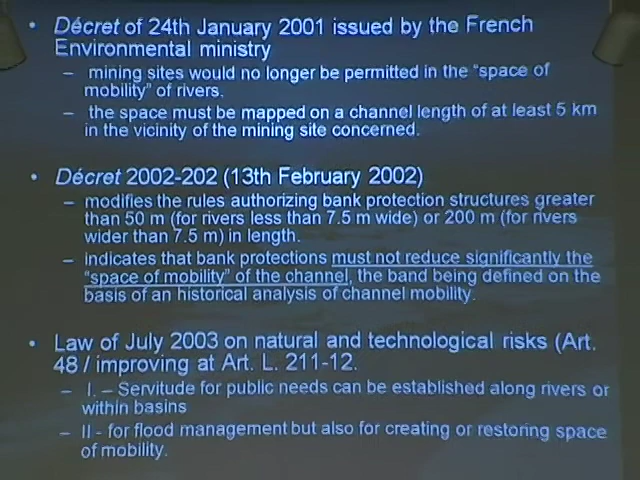 • Décret of 24th January 2001 issued by the French
Environmental ministry
– mining sites would no longer be permitted in the "space of
mobility" of rivers.
– the space must be mapped on a channel length of at least 5 km
in the vicinity of the mining site concerned.
• Décret 2002-202 (13th February 2002)
– modifies the rules authorizing bank protection structures greater
than 50 m (for rivers less than 7.5 m wide) or 200 m (for rivers
wider than 7.5 m) in length.
– indicates that bank protections must not reduce significantly the
"space of mobility" of the channel, the band being defined on the
basis of an historical analysis of channel mobility.
• Law of July 2003 on natural and technological risks (Art.
48 / improving at Art. L. 211-12.
– I. – Servitude for public needs can be established along rivers or
within basins
– II - for flood management but also for creating or restoring space
of mobility.